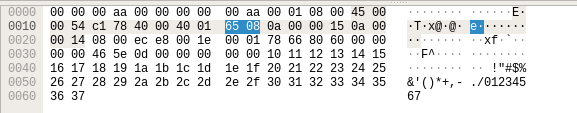 0000 00 00 00 aa 00 00 00 00 00 aa 00 01 08 00 45 00 ········ ······E·
0010 00 54 c1 78 40 00 40 01 65 08 0a 00 00 15 0a 00 ·T·x@·@· e·······
0020 00 14 08 00 ec e8 00 1e 00 01 78 66 80 60 00 00 ········ ··xf·`··
0030 00 00 46 5e 0d 00 00 00 00 00 10 11 12 13 14 15 ··F^···· ········
0040 16 17 18 19 1a 1b 1c 1d 1e 1f 20 21 22 23 24 25 ········ ·· !"#$%
0050 26 27 28 29 2a 2b 2c 2d 2e 2f 30 31 32 33 34 35 &'()*+,- ./012345
0060 36 37 67